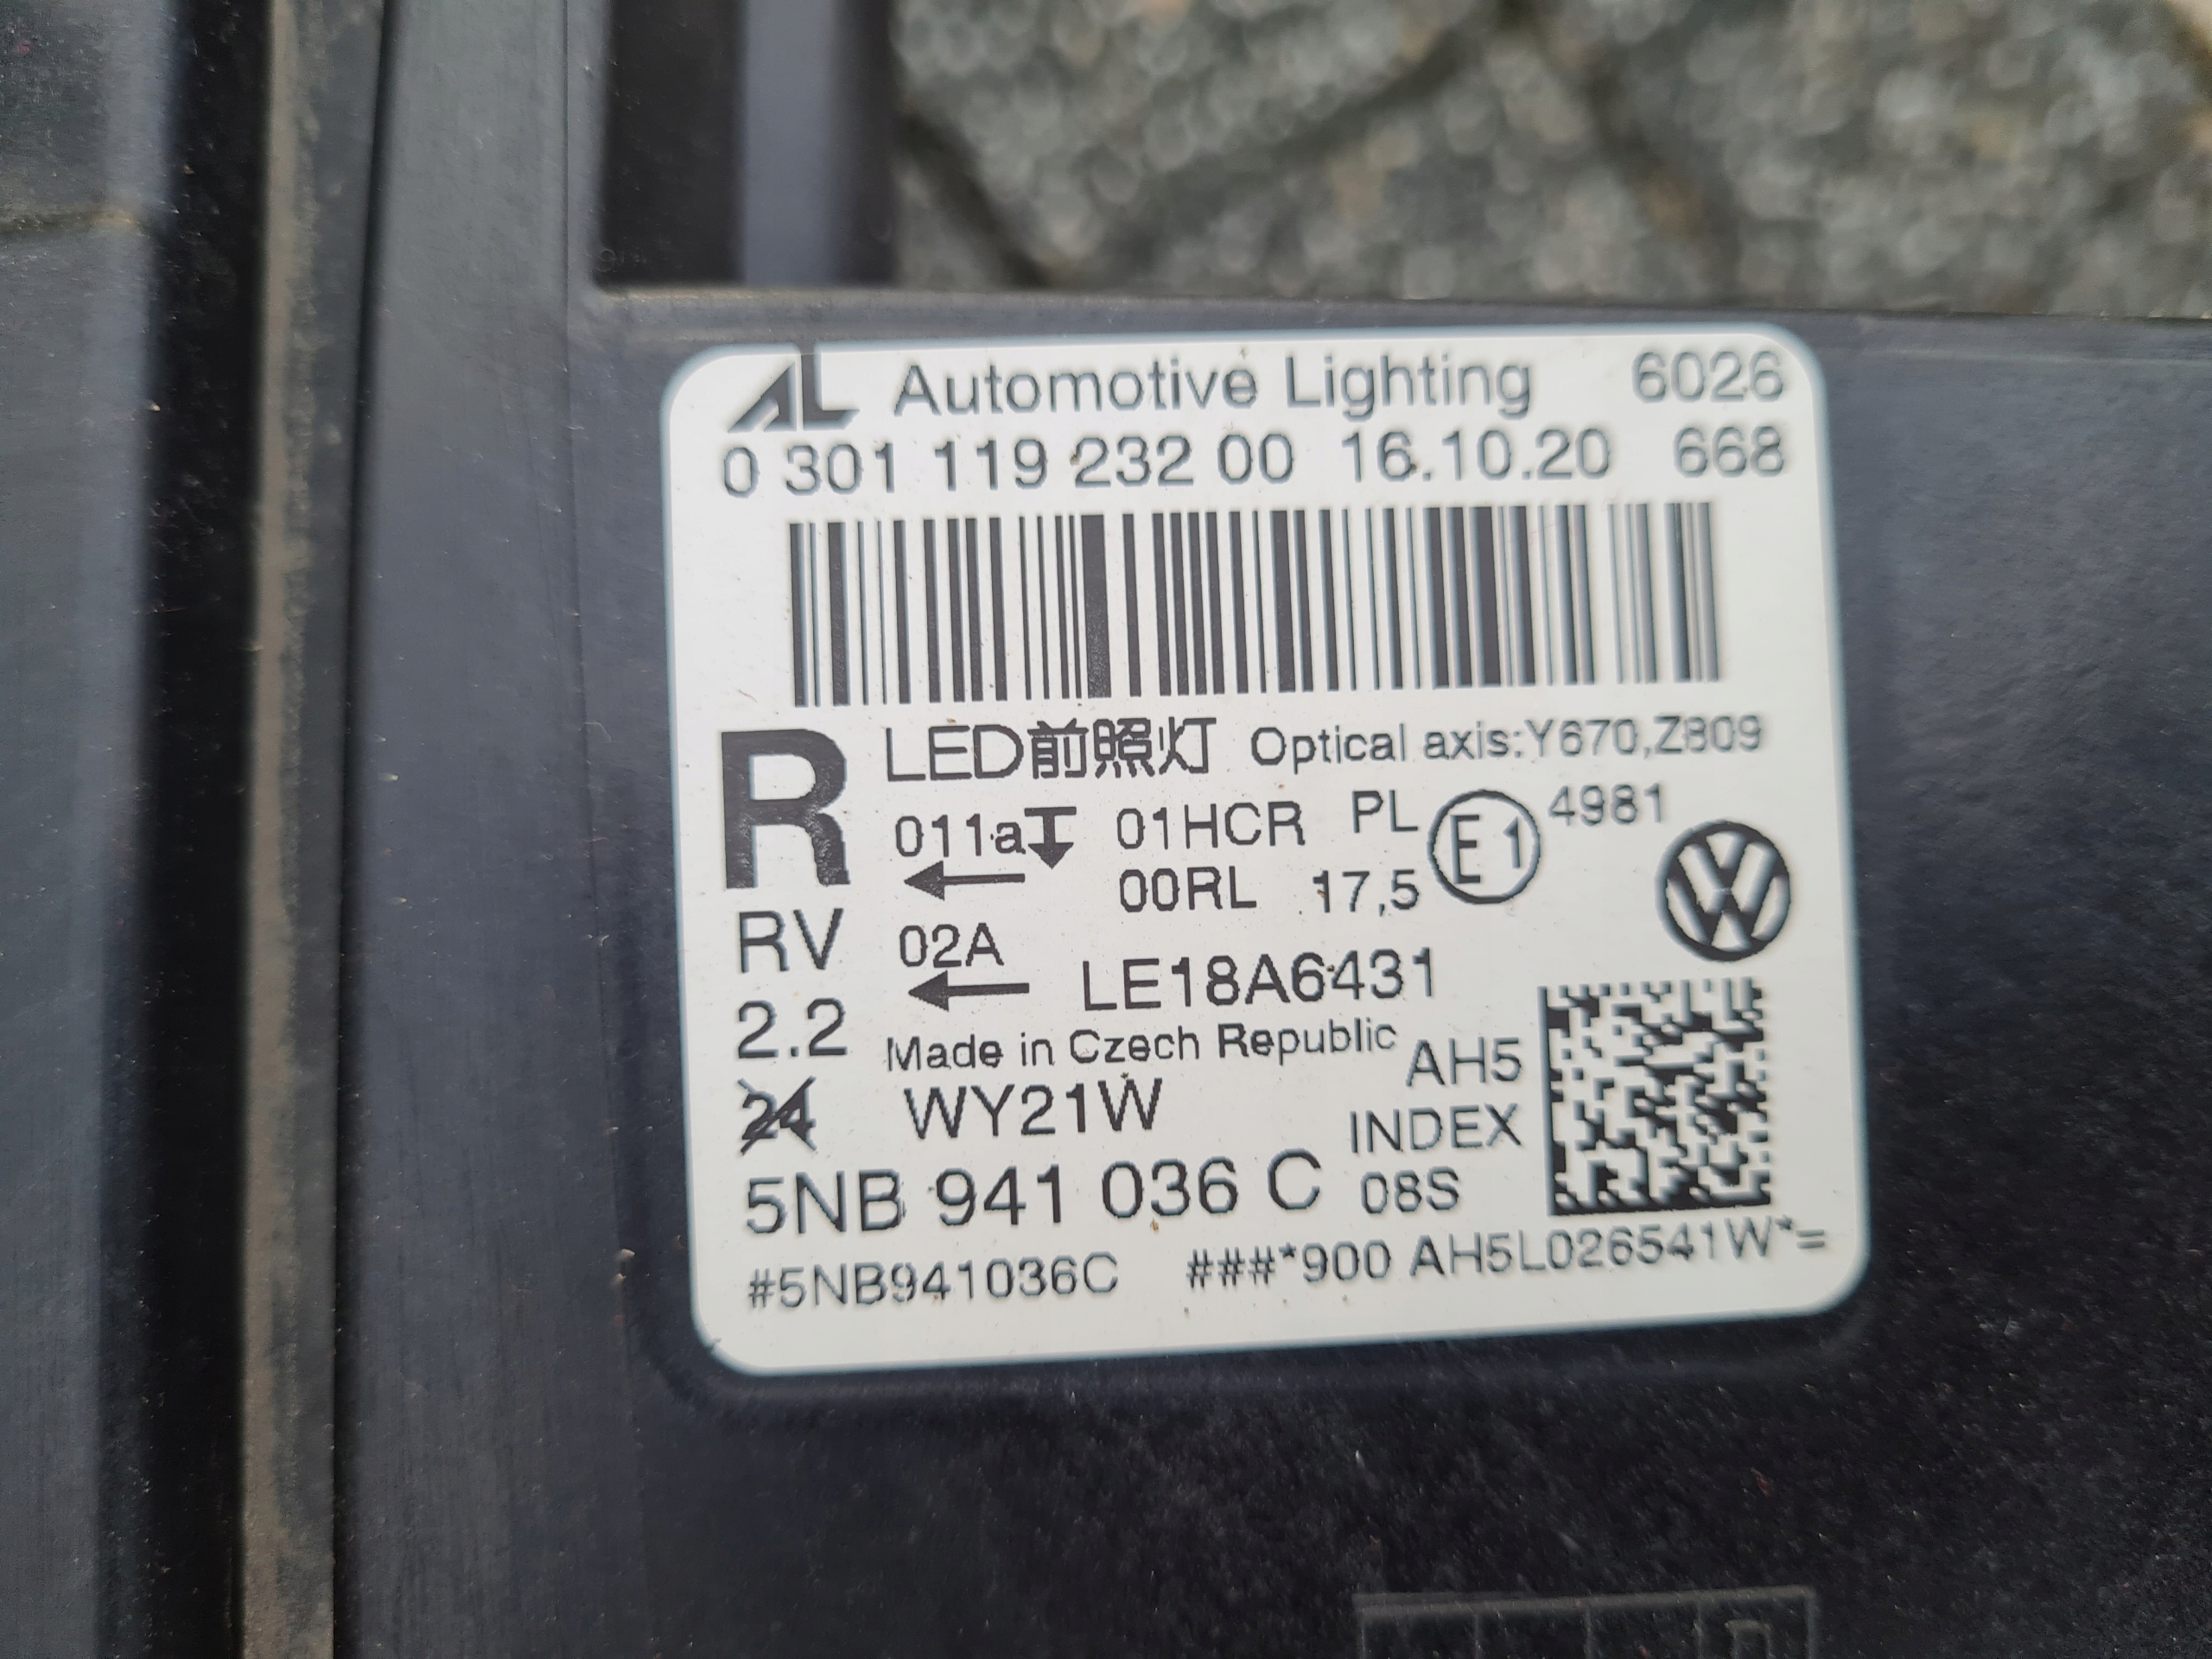 AL Automotive Lighting 6026
0 301 119 232 00 16.10.20 668
R LED前照灯 Optical axis:Y670,Z809
011a 01HCR PL E1 4981
00RL 17,5
RV 02A
LE18A6431
2.2 Made in Czech Republic AH5
24 WY21W INDEX
5NB 941 036 C 08S
#5NB941036C ###*900 AH5L026541W*=